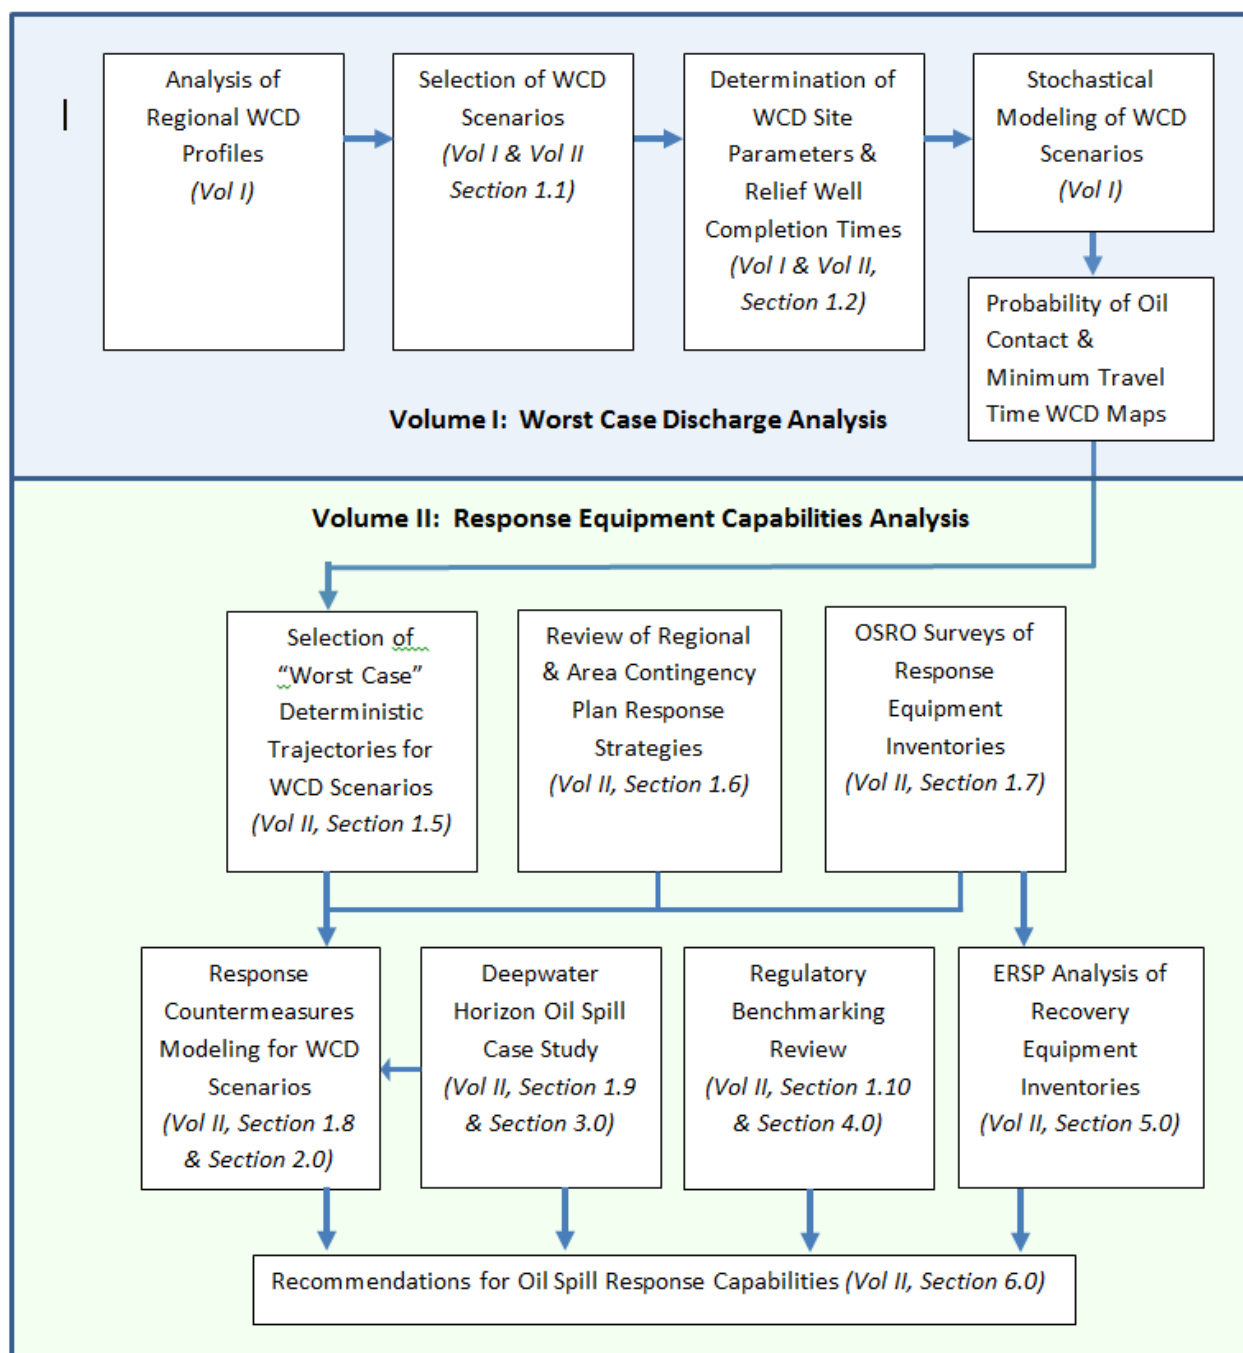 Analysis of
Regional WCD
Profiles
(Vol I)
Selection of WCD
Scenarios
(Vol I & Vol II
Section 1.1)
Determination of
WCD Site
Parameters &
Relief Well
Completion Times
(Vol I & Vol II,
Section 1.2)
Stochastical
Modeling of WCD
Scenarios
(Vol I)
Probability of Oil
Contact &
Minimum Travel
Time WCD Maps
Volume I: Worst Case Discharge Analysis
Volume II: Response Equipment Capabilities Analysis
Selection of
“Worst Case”
Deterministic
Trajectories for
WCD Scenarios
(Vol II, Section 1.5)
Review of Regional
& Area Contingency
Plan Response
Strategies
(Vol II, Section 1.6)
OSRO Surveys of
Response
Equipment
Inventories
(Vol II, Section 1.7)
Response
Countermeasures
Modeling for WCD
Scenarios
(Vol II, Section 1.8
& Section 2.0)
Deepwater
Horizon Oil Spill
Case Study
(Vol II, Section 1.9
& Section 3.0)
Regulatory
Benchmarking
Review
(Vol II, Section 1.10
& Section 4.0)
ERSP Analysis of
Recovery
Equipment
Inventories
(Vol II, Section 5.0)
Recommendations for Oil Spill Response Capabilities (Vol II, Section 6.0)